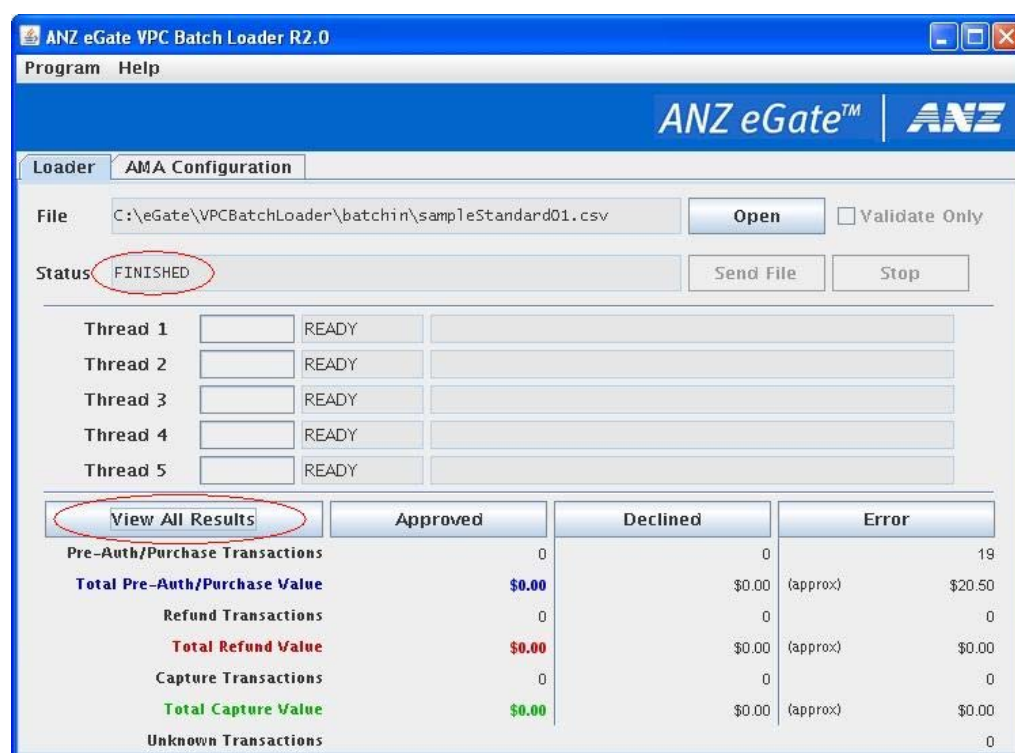 ANZ eGate VPC Batch Loader R2.0
Program Help
ANZ eGate™ ANZ
Loader AMA Configuration
File C:\eGate\VPCBatchLoader\batchin\sampleStandard01.csv Open Validate Only
Status FINISHED Send File Stop
Thread 1 READY
Thread 2 READY
Thread 3 READY
Thread 4 READY
Thread 5 READY
View All Results Approved Declined Error
Pre-Auth/Purchase Transactions 0 0 19
Total Pre-Auth/Purchase Value $0.00 $0.00 (approx) $20.50
Refund Transactions 0 0 0
Total Refund Value $0.00 $0.00 (approx) $0.00
Capture Transactions 0 0 0
Total Capture Value $0.00 $0.00 (approx) $0.00
Unknown Transactions 0